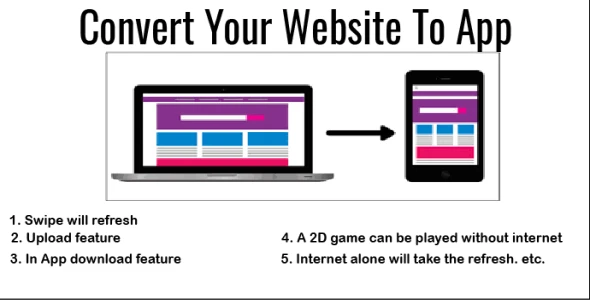 Convert Your Website To App
1. Swipe will refresh
2. Upload feature
3. In App download feature
4. A 2D game can be played without internet
5. Internet alone will take the refresh. etc.